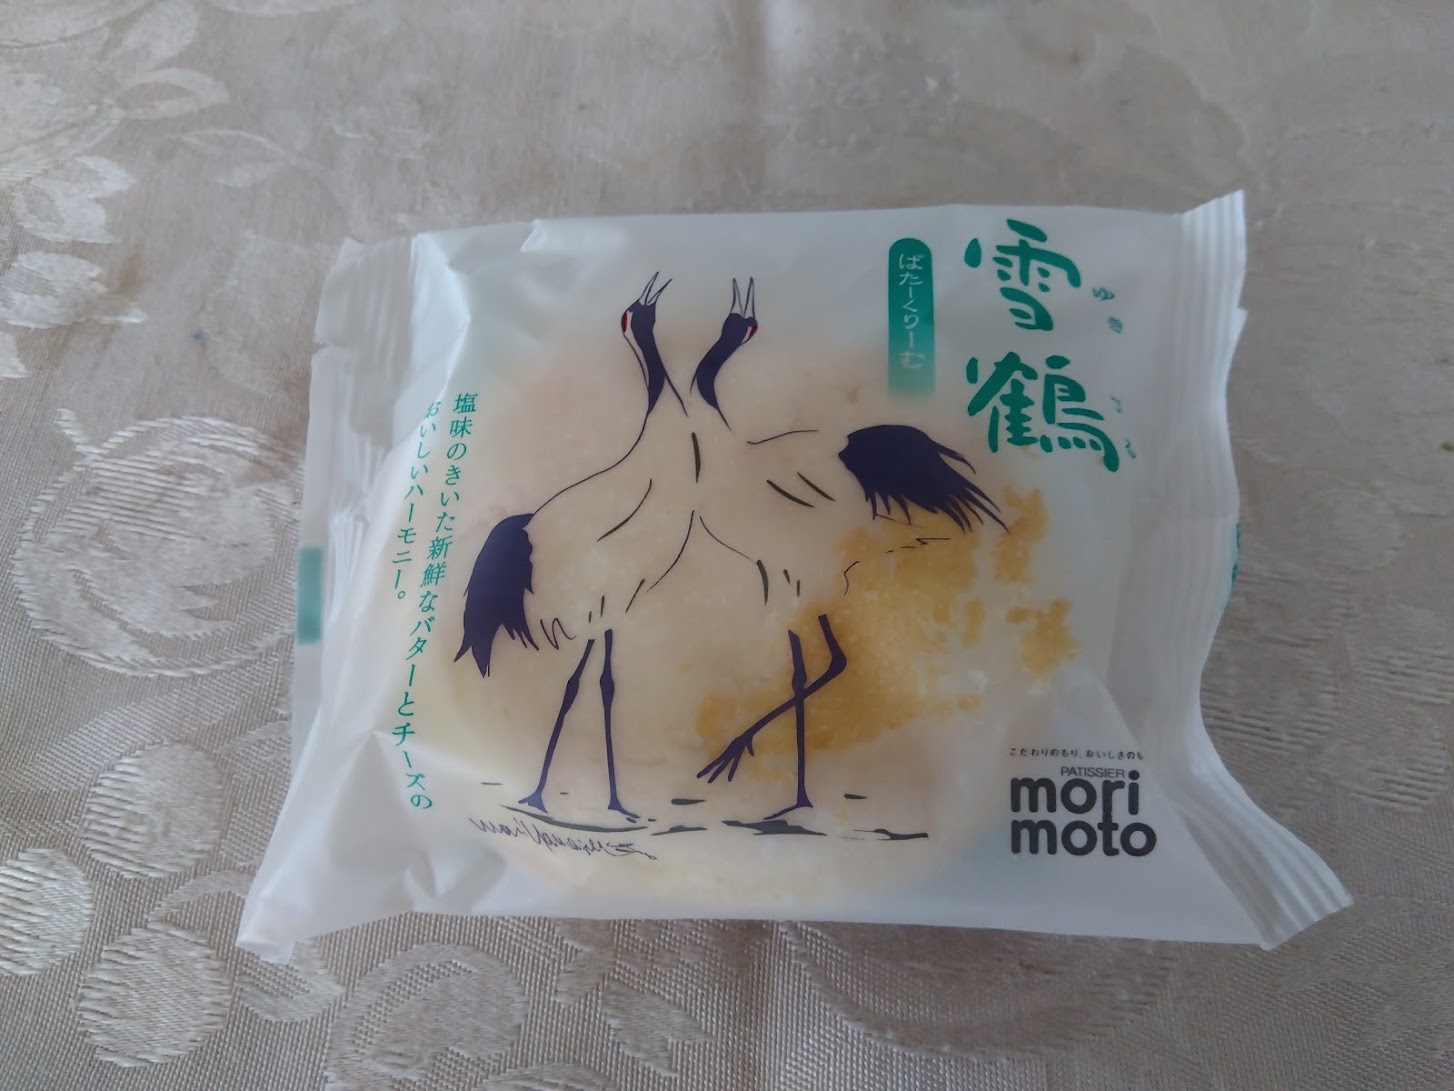 雪鶴
ゆき
つる
ばたーくりーむ
塩味のきいた新鮮なバターとチーズの
おいしいハーモニー。
こだわりのもり、おいしさのも
PATISSIER
mori
moto